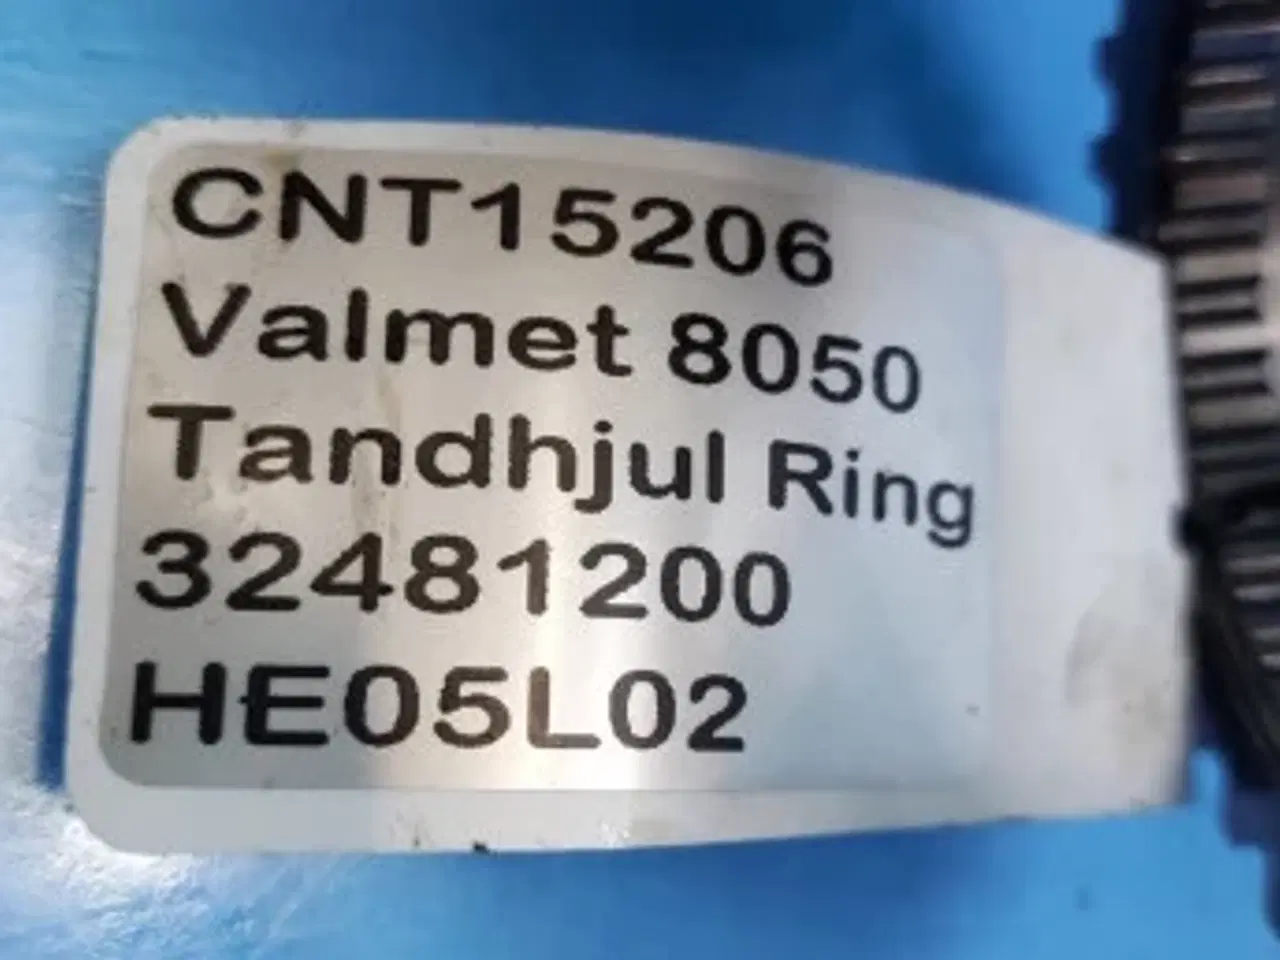 CNT15206
Valmet 8050
Tandhjul Ring
32481200
HE05L02